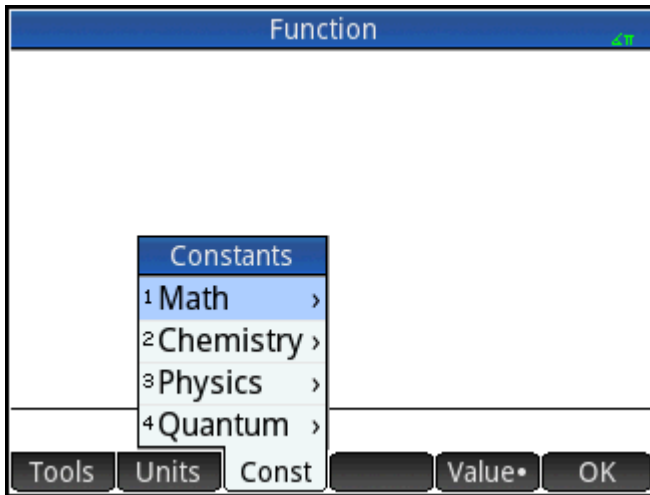 Function
∡π
Constants
1 Math ›
2 Chemistry ›
3 Physics ›
4 Quantum ›
Tools Units Const Value• OK